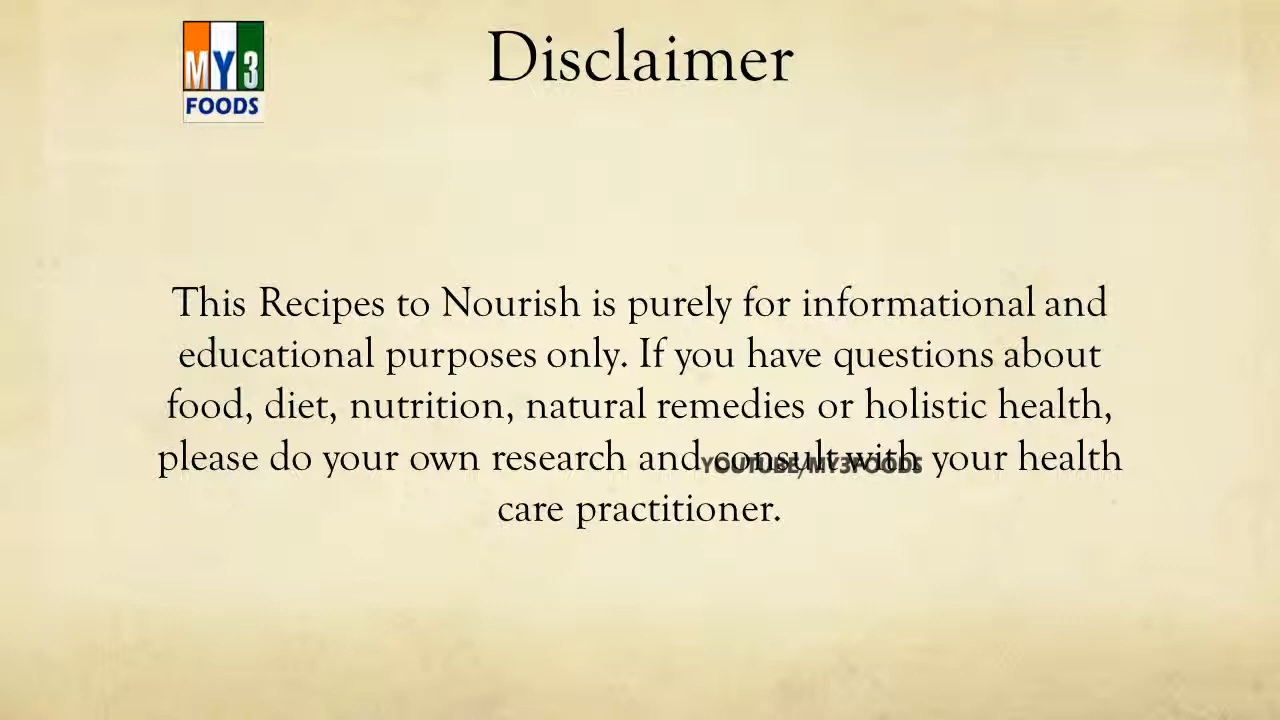 MY3
FOODS
Disclaimer
This Recipes to Nourish is purely for informational and
educational purposes only. If you have questions about
food, diet, nutrition, natural remedies or holistic health,
please do your own research and consult with your health
YOUTUBE/MY3FOODS
care practitioner.